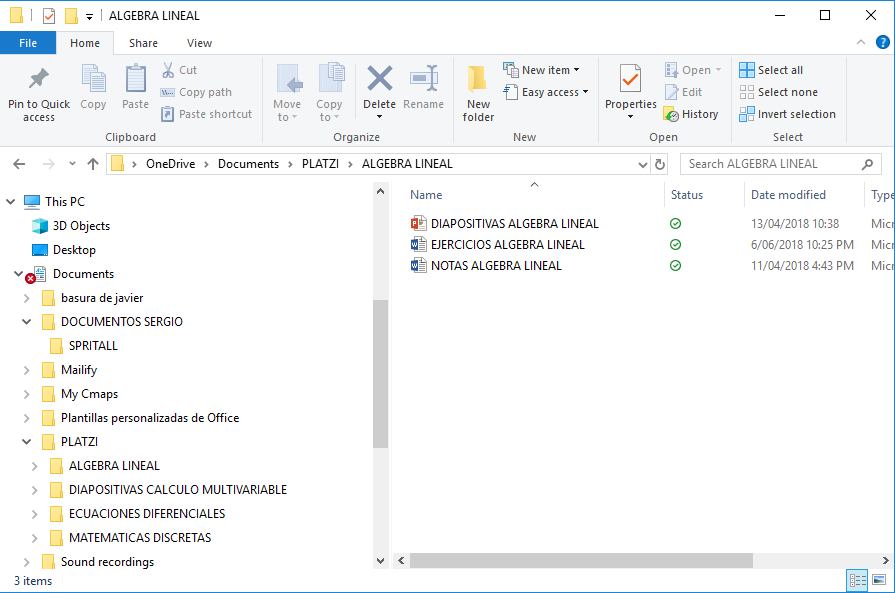 ALGEBRA LINEAL
File Home Share View
Pin to Quick access
Copy
Paste
Cut
Copy path
Paste shortcut
Clipboard
Move to
Copy to
Delete
Rename
Organize
New folder
New item
Easy access
New
Properties
Open
Edit
History
Open
Select all
Select none
Invert selection
Select
OneDrive > Documents > PLATZI > ALGEBRA LINEAL
Search ALGEBRA LINEAL
This PC
3D Objects
Desktop
Documents
basura de javier
DOCUMENTOS SERGIO
SPRITALL
Mailify
My Cmaps
Plantillas personalizadas de Office
PLATZI
ALGEBRA LINEAL
DIAPOSITIVAS CALCULO MULTIVARIABLE
ECUACIONES DIFERENCIALES
MATEMATICAS DISCRETAS
Sound recordings
Name Status Date modified Type
DIAPOSITIVAS ALGEBRA LINEAL 13/04/2018 10:38 Micr
EJERCICIOS ALGEBRA LINEAL 6/06/2018 10:25 PM Micr
NOTAS ALGEBRA LINEAL 11/04/2018 4:43 PM Micr
3 items